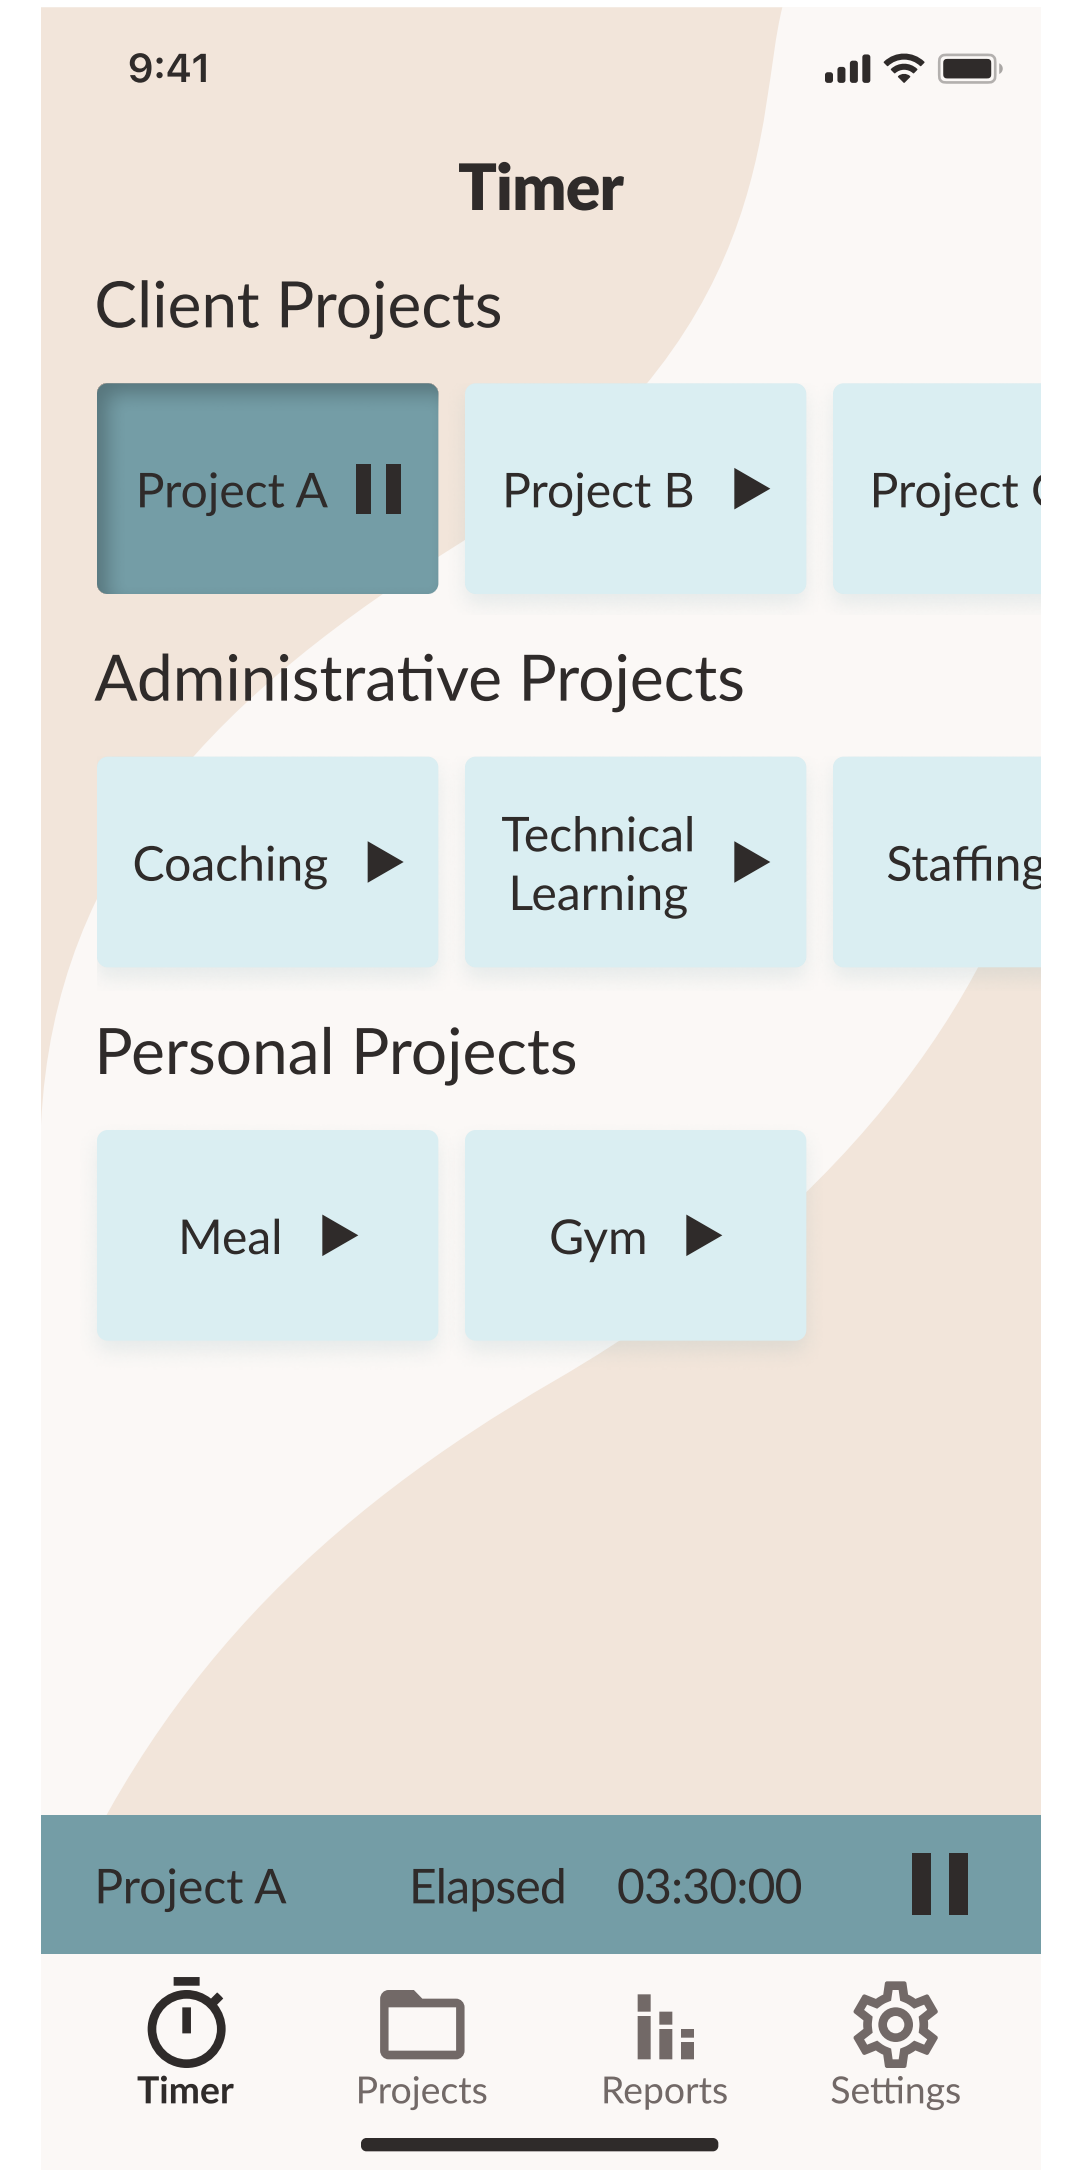 9:41
Timer
Client Projects
Project A
Project B
Project
Administrative Projects
Coaching
Technical
Learning
Staffing
Personal Projects
Meal
Gym
Project A Elapsed 03:30:00
Timer
Projects
Reports
Settings